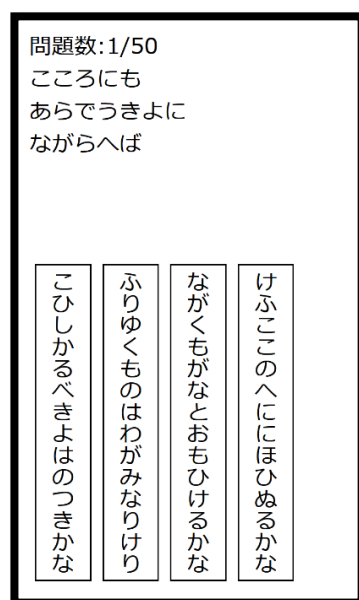 問題数:1/50
こころにも
あらでうきよに
ながらへば
けふここのへににほひぬるかな
ながくもがなとおもひけるかな
ふりゆくものはわがみなりけり
こひしかるべきよはのつきかな